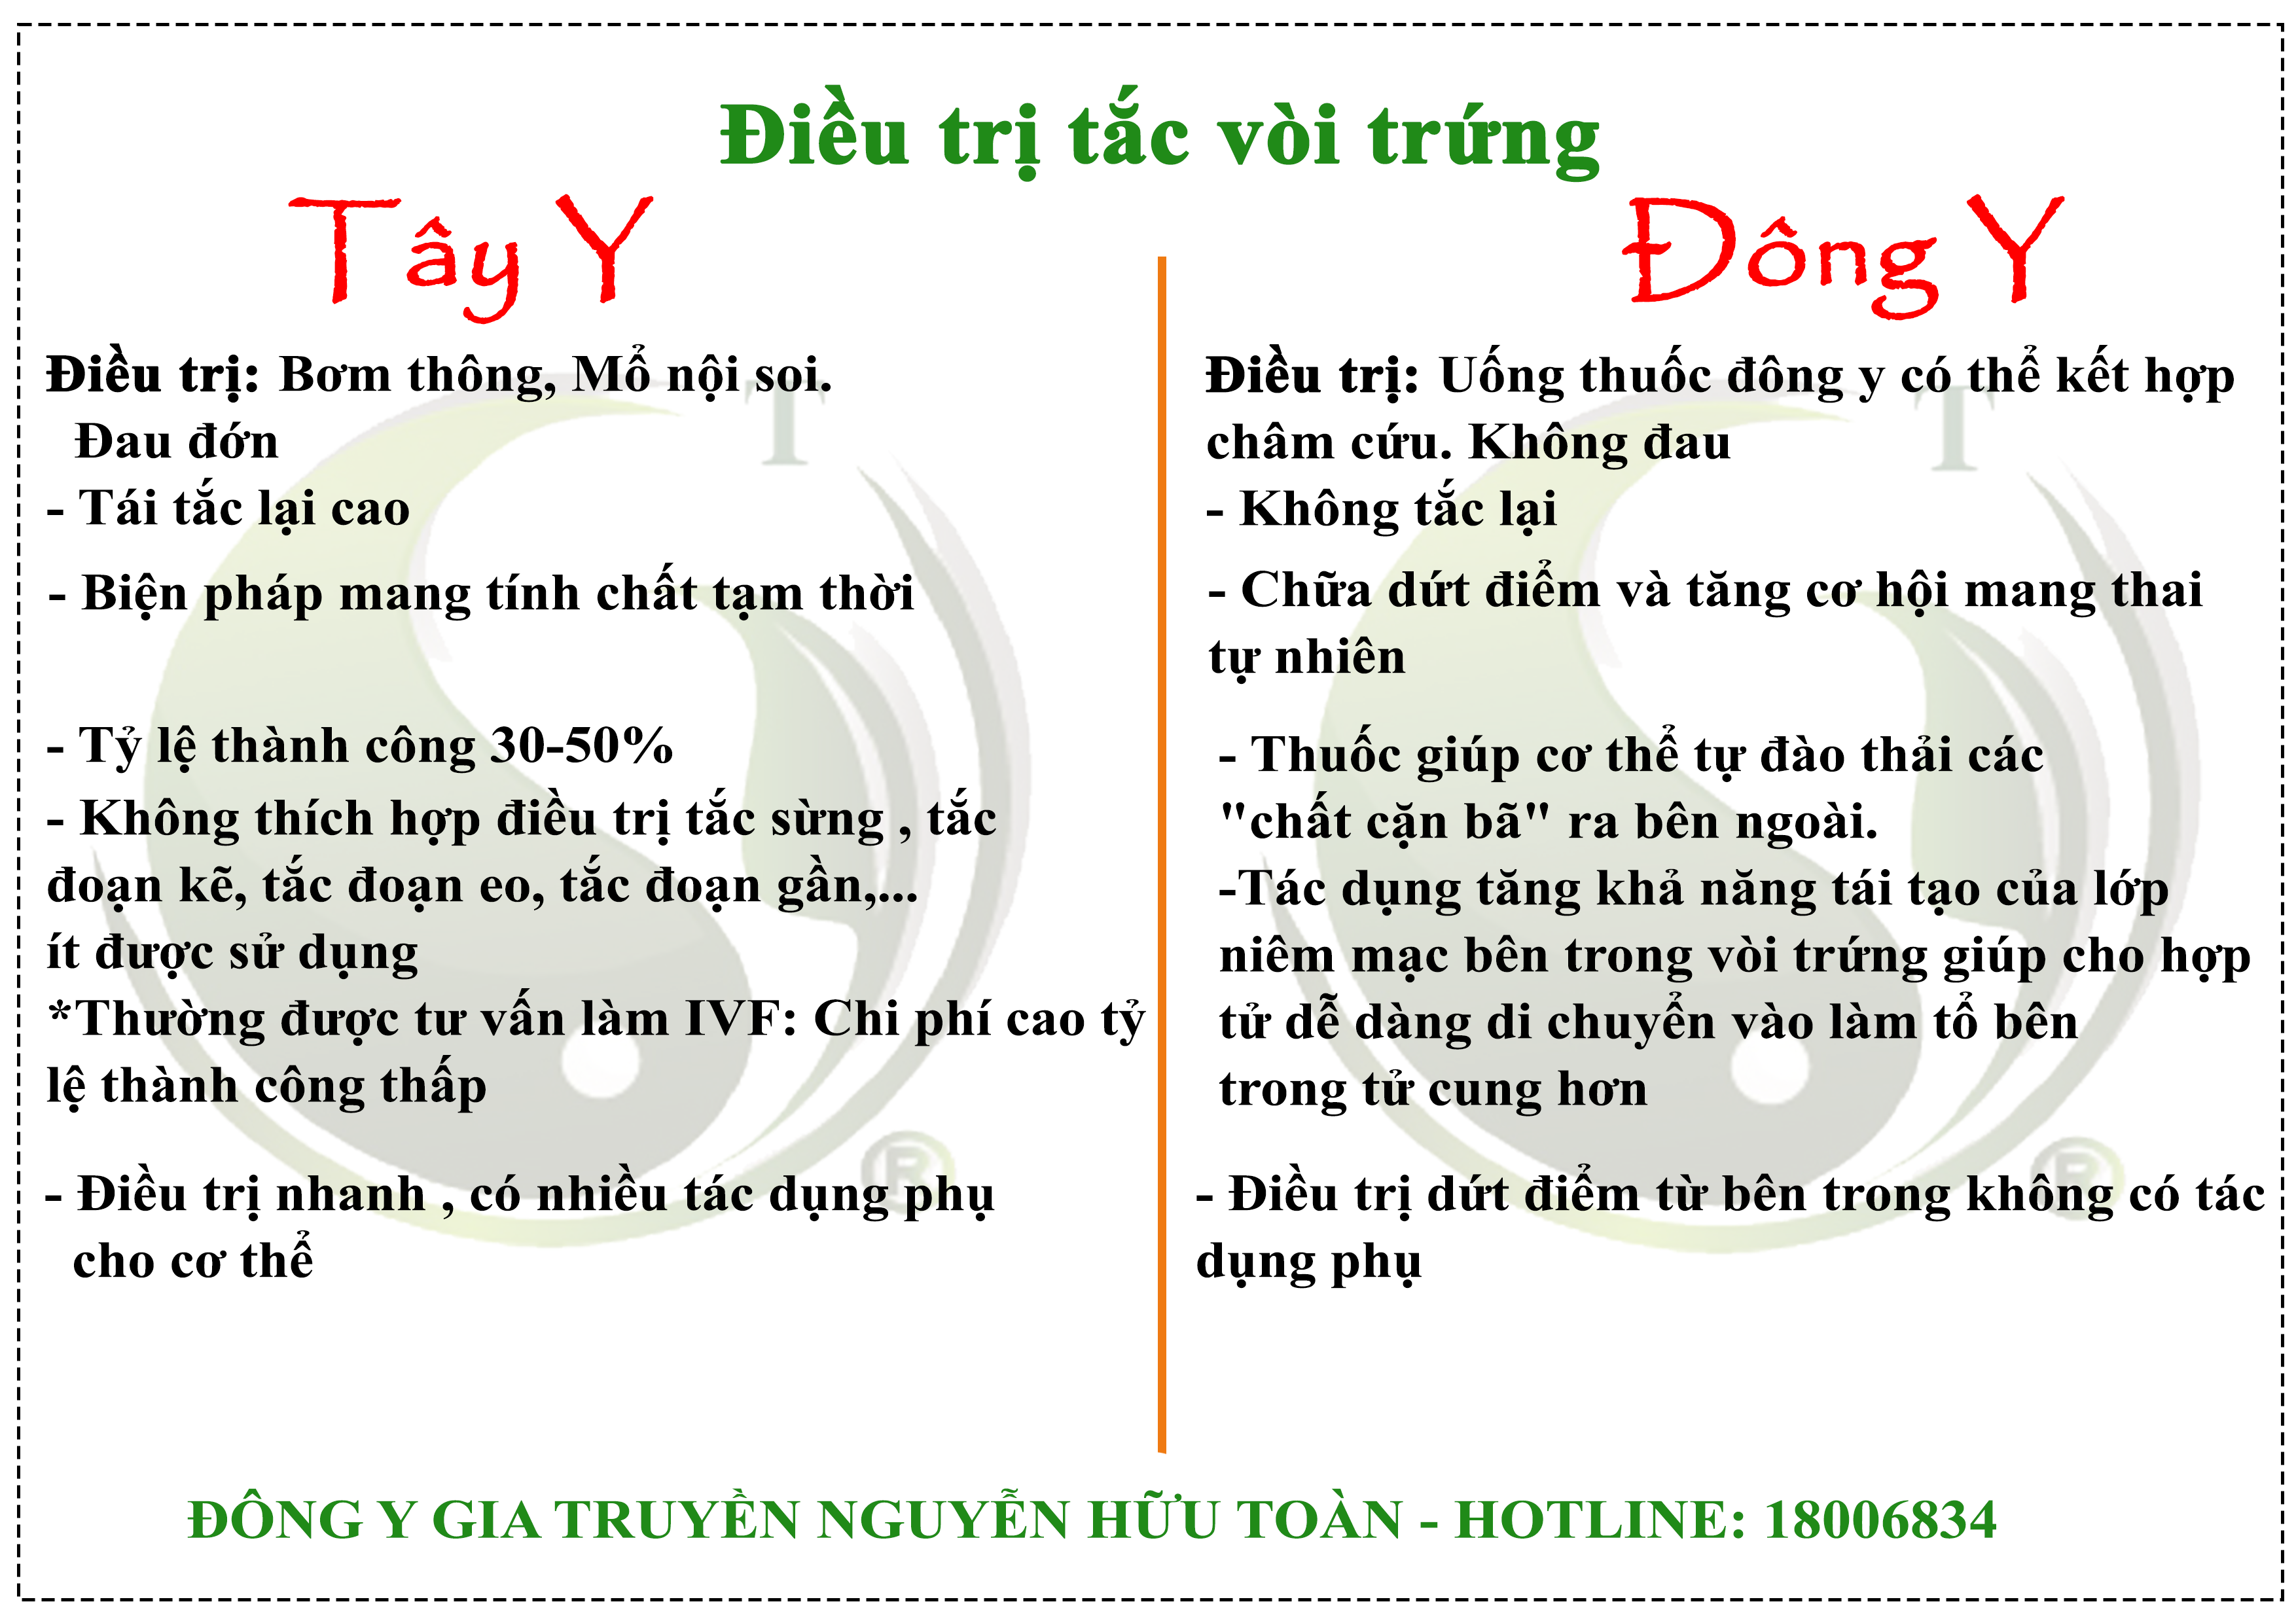 Điều trị tắc vòi trứng
Tây Y
Điều trị: Bơm thông, Mổ nội soi.
Đau đớn
- Tái tắc lại cao
- Biện pháp mang tính chất tạm thời
- Tỷ lệ thành công 30-50%
- Không thích hợp điều trị tắc sừng , tắc
đoạn kẽ, tắc đoạn eo, tắc đoạn gần,...
ít được sử dụng
*Thường được tư vấn làm IVF: Chi phí cao tỷ
lệ thành công thấp
- Điều trị nhanh , có nhiều tác dụng phụ
cho cơ thể
Đông Y
Điều trị: Uống thuốc đông y có thể kết hợp
châm cứu. Không đau
- Không tắc lại
- Chữa dứt điểm và tăng cơ hội mang thai
tự nhiên
- Thuốc giúp cơ thể tự đào thải các
"chất cặn bã" ra bên ngoài.
-Tác dụng tăng khả năng tái tạo của lớp
niêm mạc bên trong vòi trứng giúp cho hợp
tử dễ dàng di chuyển vào làm tổ bên
trong tử cung hơn
- Điều trị dứt điểm từ bên trong không có tác
dụng phụ
T
®
T
®
ĐÔNG Y GIA TRUYỀN NGUYỄN HỮU TOÀN - HOTLINE: 18006834